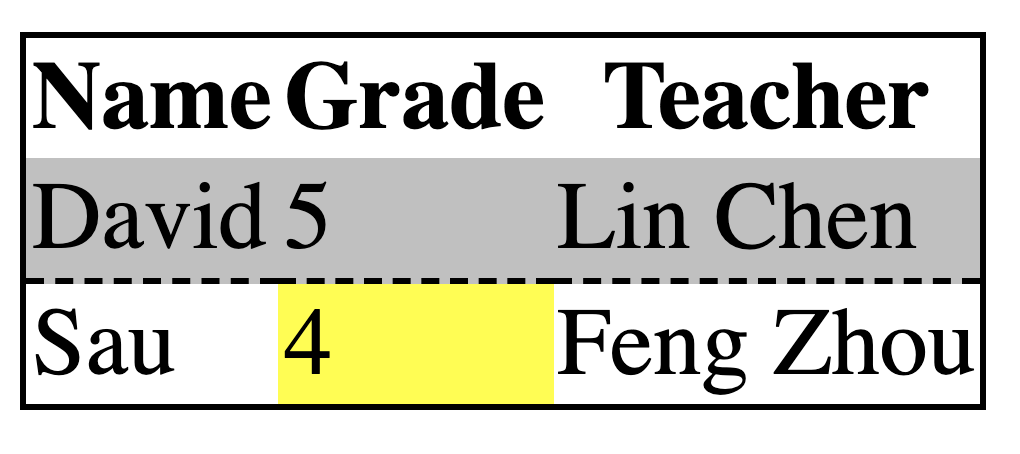 Name Grade Teacher
David 5 Lin Chen
Sau 4 Feng Zhou